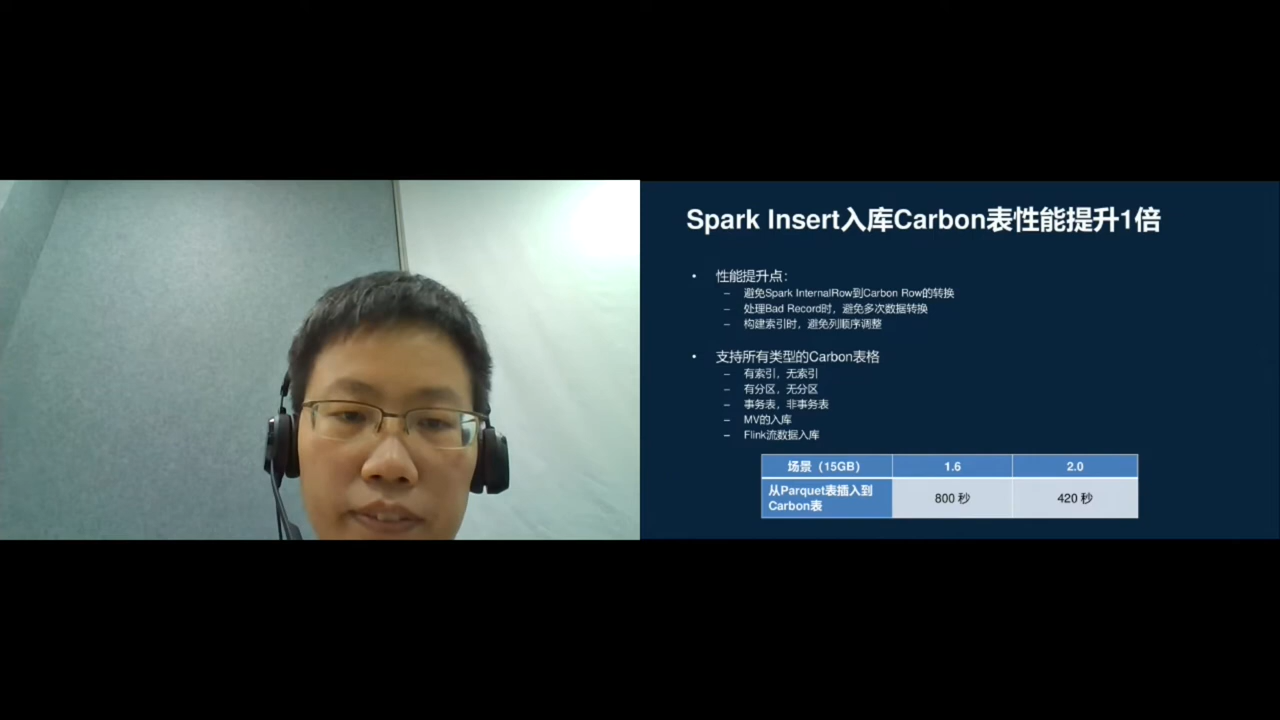 Spark Insert入库Carbon表性能提升1倍
• 性能提升点：
– 避免Spark InternalRow到Carbon Row的转换
– 处理Bad Record时，避免多次数据转换
– 构建索引时，避免列顺序调整
• 支持所有类型的Carbon表格
– 有索引，无索引
– 有分区，无分区
– 事务表，非事务表
– MV的入库
– Flink流数据入库
场景（15GB） 1.6 2.0
从Parquet表插入到
Carbon表 800 秒 420 秒